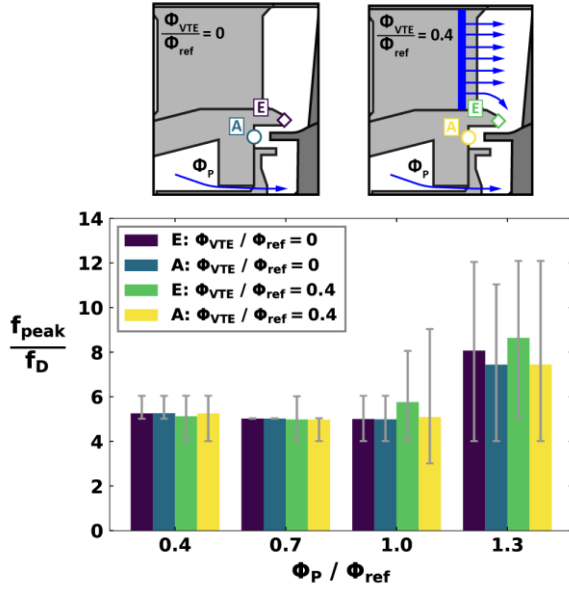 Φ_VTE
Φ_ref
= 0
E
A
Φ_P
Φ_VTE
Φ_ref
= 0.4
E
A
Φ_P
14
12
10
8
6
4
2
0
f_peak
f_D
E: Φ_VTE / Φ_ref = 0
A: Φ_VTE / Φ_ref = 0
E: Φ_VTE / Φ_ref = 0.4
A: Φ_VTE / Φ_ref = 0.4
0.4 0.7 1.0 1.3
Φ_P / Φ_ref